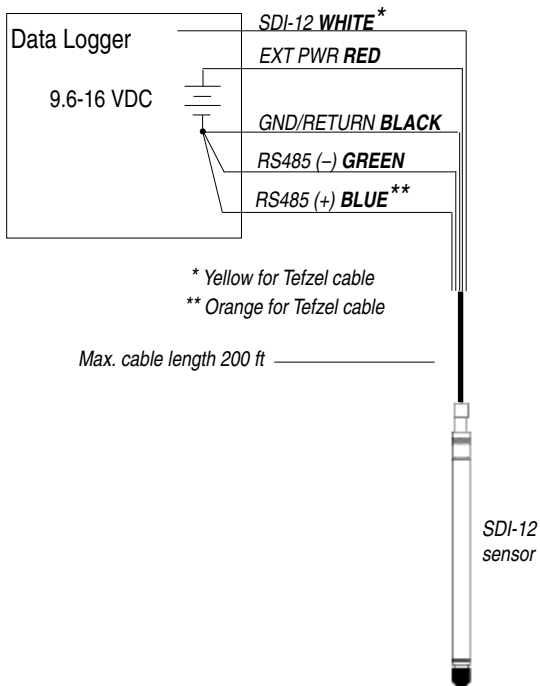 SDI-12 WHITE*
Data Logger
EXT PWR RED
9.6-16 VDC
GND/RETURN BLACK
RS485 (–) GREEN
RS485 (+) BLUE**
* Yellow for Tefzel cable
** Orange for Tefzel cable
Max. cable length 200 ft
SDI-12
sensor